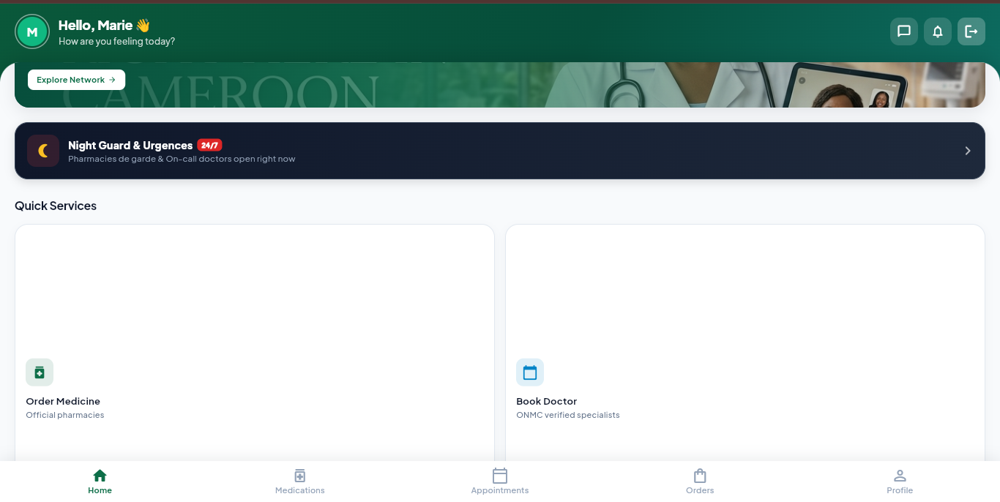 M
Hello, Marie 👋
How are you feeling today?
Explore Network →
CAMEROON
Night Guard & Urgences 24/7
Pharmacies de garde & On-call doctors open right now
Quick Services
Order Medicine
Official pharmacies
Book Doctor
ONMC verified specialists
Home
Medications
Appointments
Orders
Profile